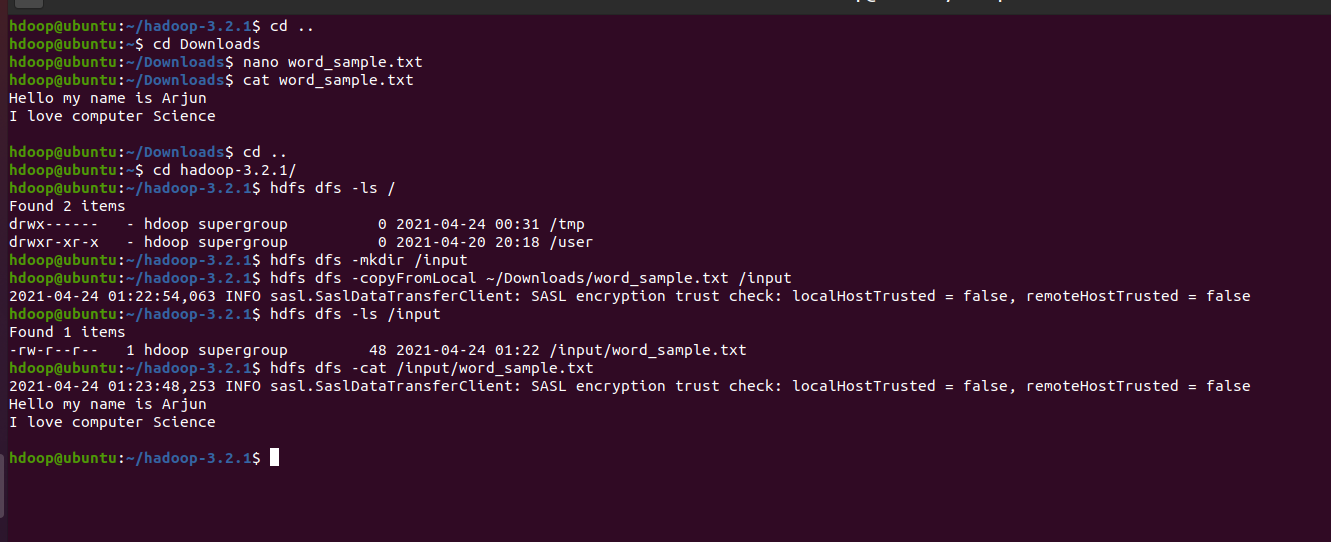 hdoop@ubuntu:~/hadoop-3.2.1$ cd ..
hdoop@ubuntu:~$ cd Downloads
hdoop@ubuntu:~/Downloads$ nano word_sample.txt
hdoop@ubuntu:~/Downloads$ cat word_sample.txt
Hello my name is Arjun
I love computer Science
hdoop@ubuntu:~/Downloads$ cd ..
hdoop@ubuntu:~$ cd hadoop-3.2.1/
hdoop@ubuntu:~/hadoop-3.2.1$ hdfs dfs -ls /
Found 2 items
drwx------   - hdoop supergroup          0 2021-04-24 00:31 /tmp
drwxr-xr-x   - hdoop supergroup          0 2021-04-20 20:18 /user
hdoop@ubuntu:~/hadoop-3.2.1$ hdfs dfs -mkdir /input
hdoop@ubuntu:~/hadoop-3.2.1$ hdfs dfs -copyFromLocal ~/Downloads/word_sample.txt /input
2021-04-24 01:22:54,063 INFO sasl.SaslDataTransferClient: SASL encryption trust check: localHostTrusted = false, remoteHostTrusted = false
hdoop@ubuntu:~/hadoop-3.2.1$ hdfs dfs -ls /input
Found 1 items
-rw-r--r--   1 hdoop supergroup         48 2021-04-24 01:22 /input/word_sample.txt
hdoop@ubuntu:~/hadoop-3.2.1$ hdfs dfs -cat /input/word_sample.txt
2021-04-24 01:23:48,253 INFO sasl.SaslDataTransferClient: SASL encryption trust check: localHostTrusted = false, remoteHostTrusted = false
Hello my name is Arjun
I love computer Science
hdoop@ubuntu:~/hadoop-3.2.1$